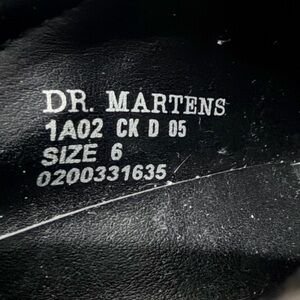 DR. MARTENS
1A02 CK D 05
SIZE 6
0200331635